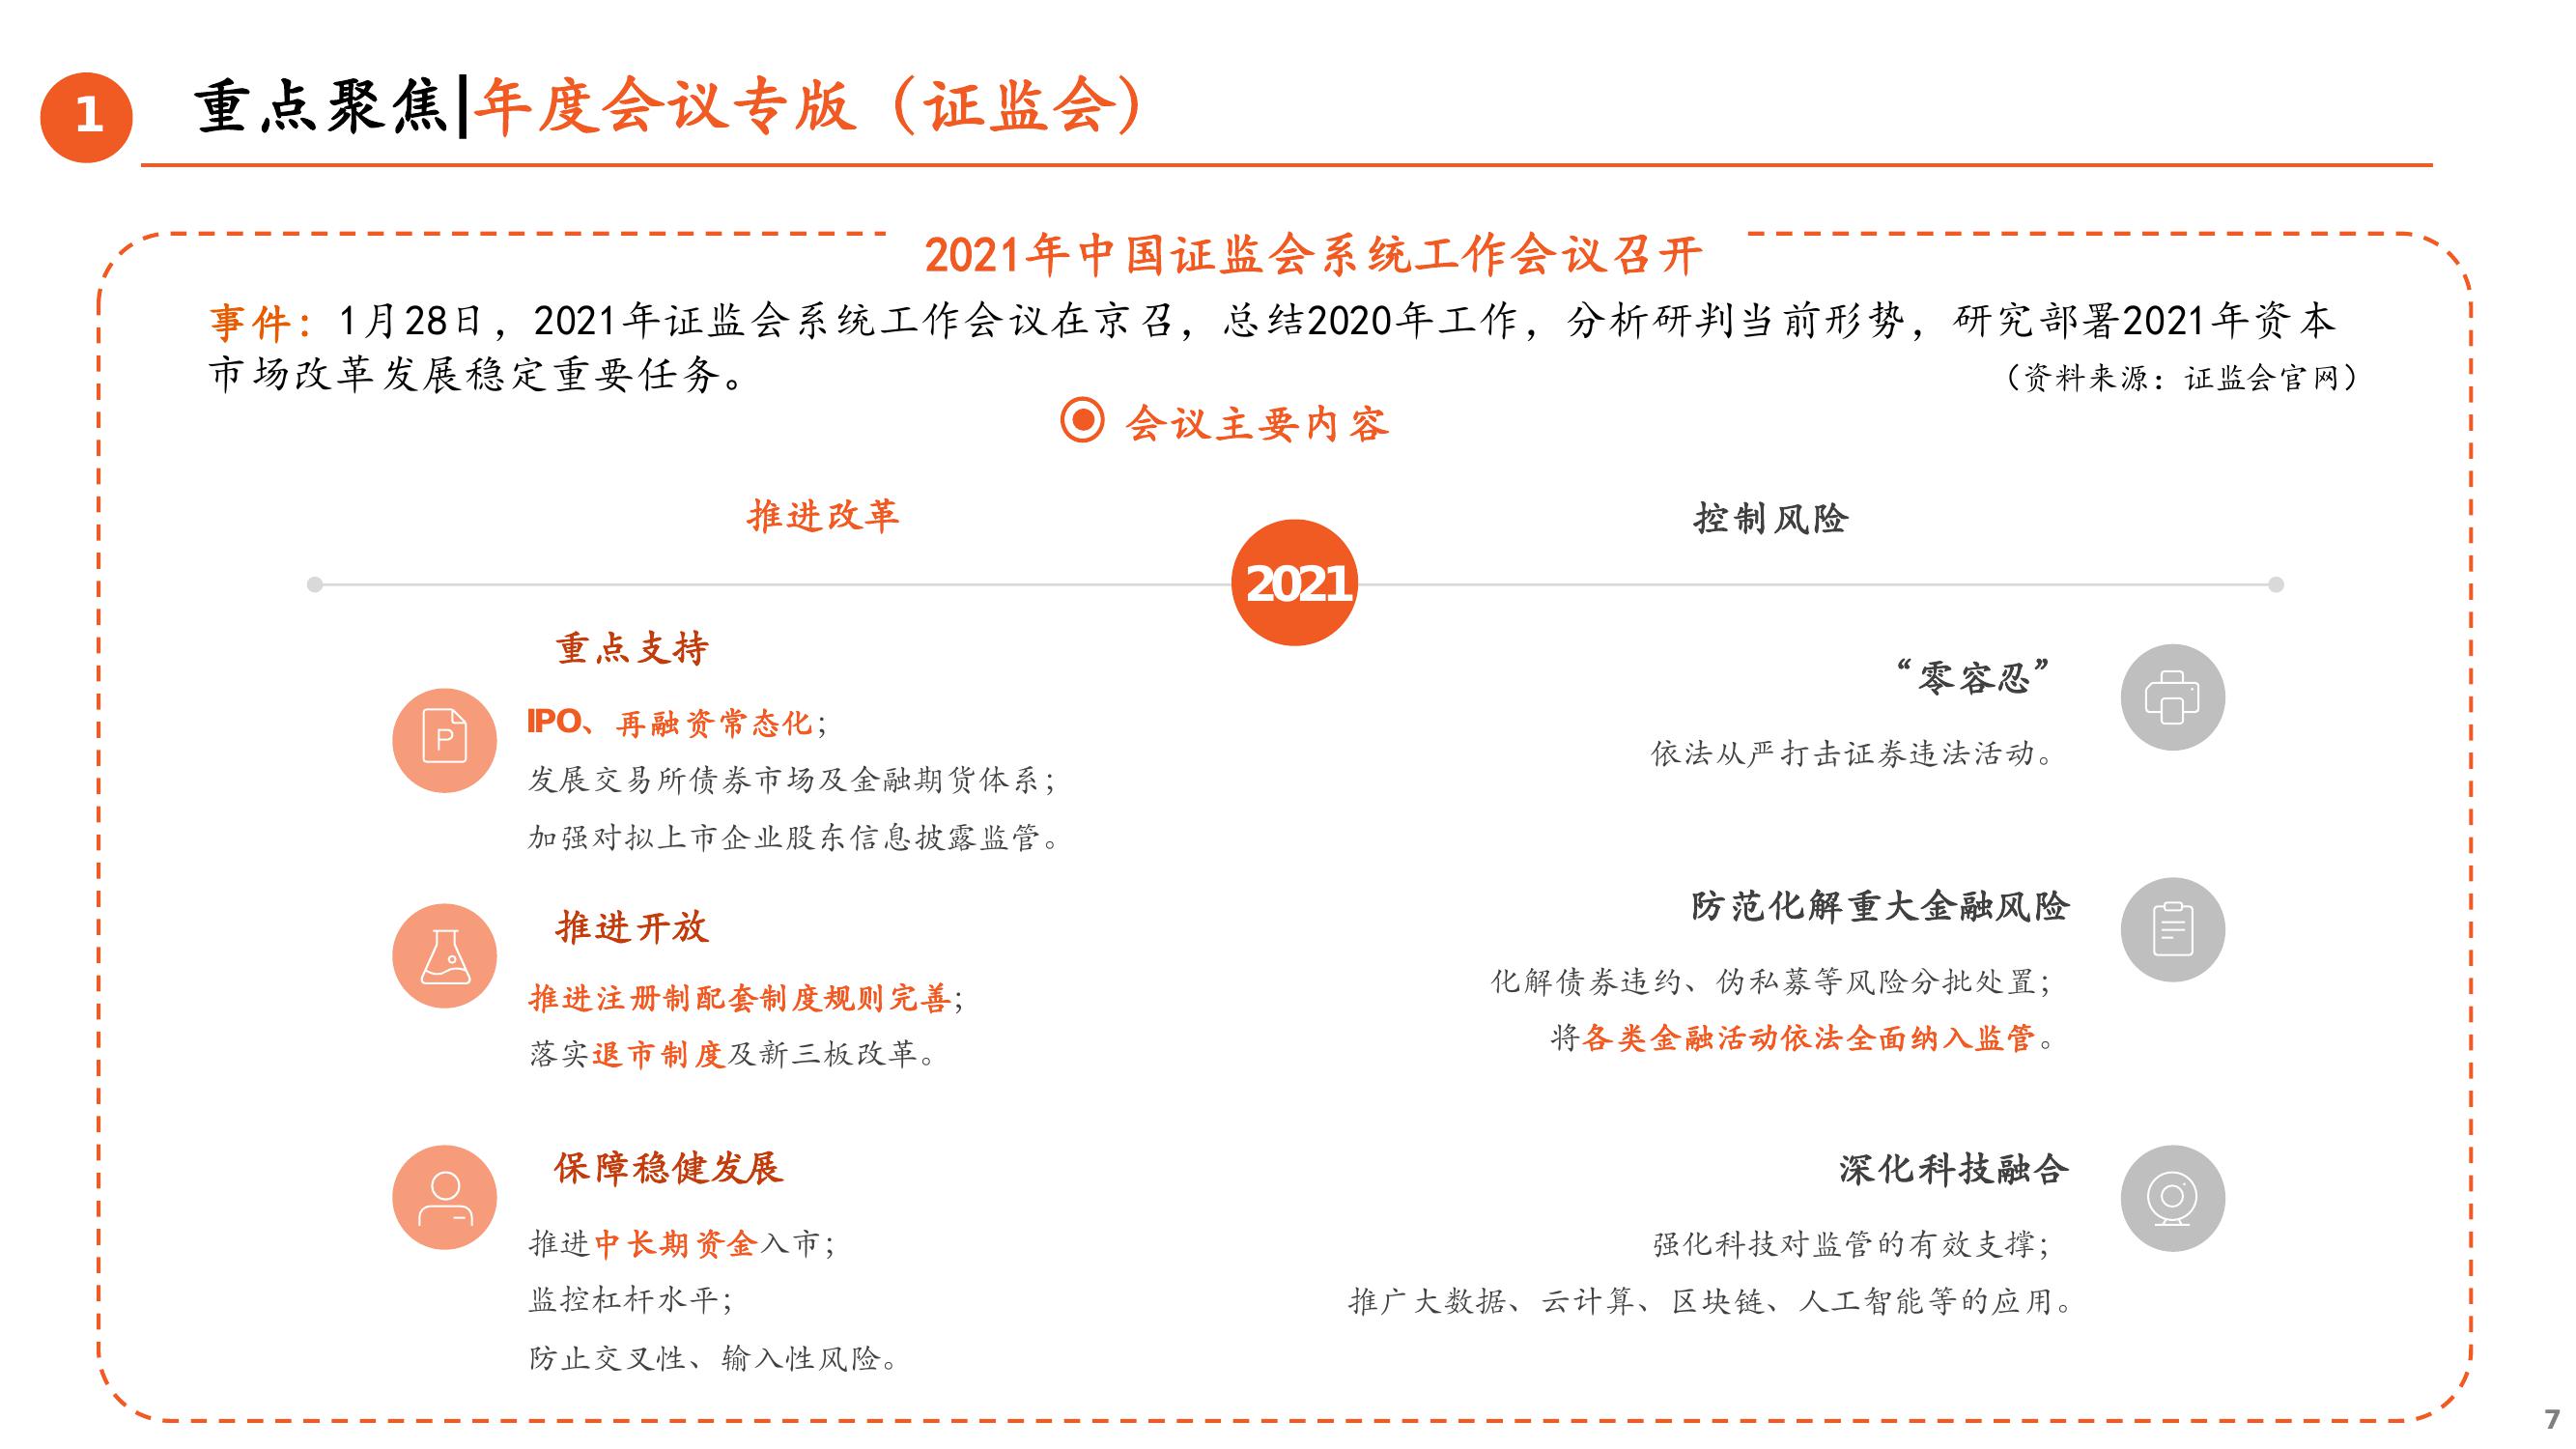 1
重点聚焦|年度会议专版（证监会）
2021年中国证监会系统工作会议召开
事件：1月28日，2021年证监会系统工作会议在京召，总结2020年工作，分析研判当前形势，研究部署2021年资本
市场改革发展稳定重要任务。
（资料来源：证监会官网）
会议主要内容
推进改革
控制风险
2021
重点支持
IPO、再融资常态化；
发展交易所债券市场及金融期货体系；
加强对拟上市企业股东信息披露监管。
推进开放
推进注册制配套制度规则完善；
落实退市制度及新三板改革。
保障稳健发展
推进中长期资金入市；
监控杠杆水平；
防止交叉性、输入性风险。
“零容忍”
依法从严打击证券违法活动。
防范化解重大金融风险
化解债券违约、伪私募等风险分批处置；
将各类金融活动依法全面纳入监管。
深化科技融合
强化科技对监管的有效支撑；
推广大数据、云计算、区块链、人工智能等的应用。
P
7